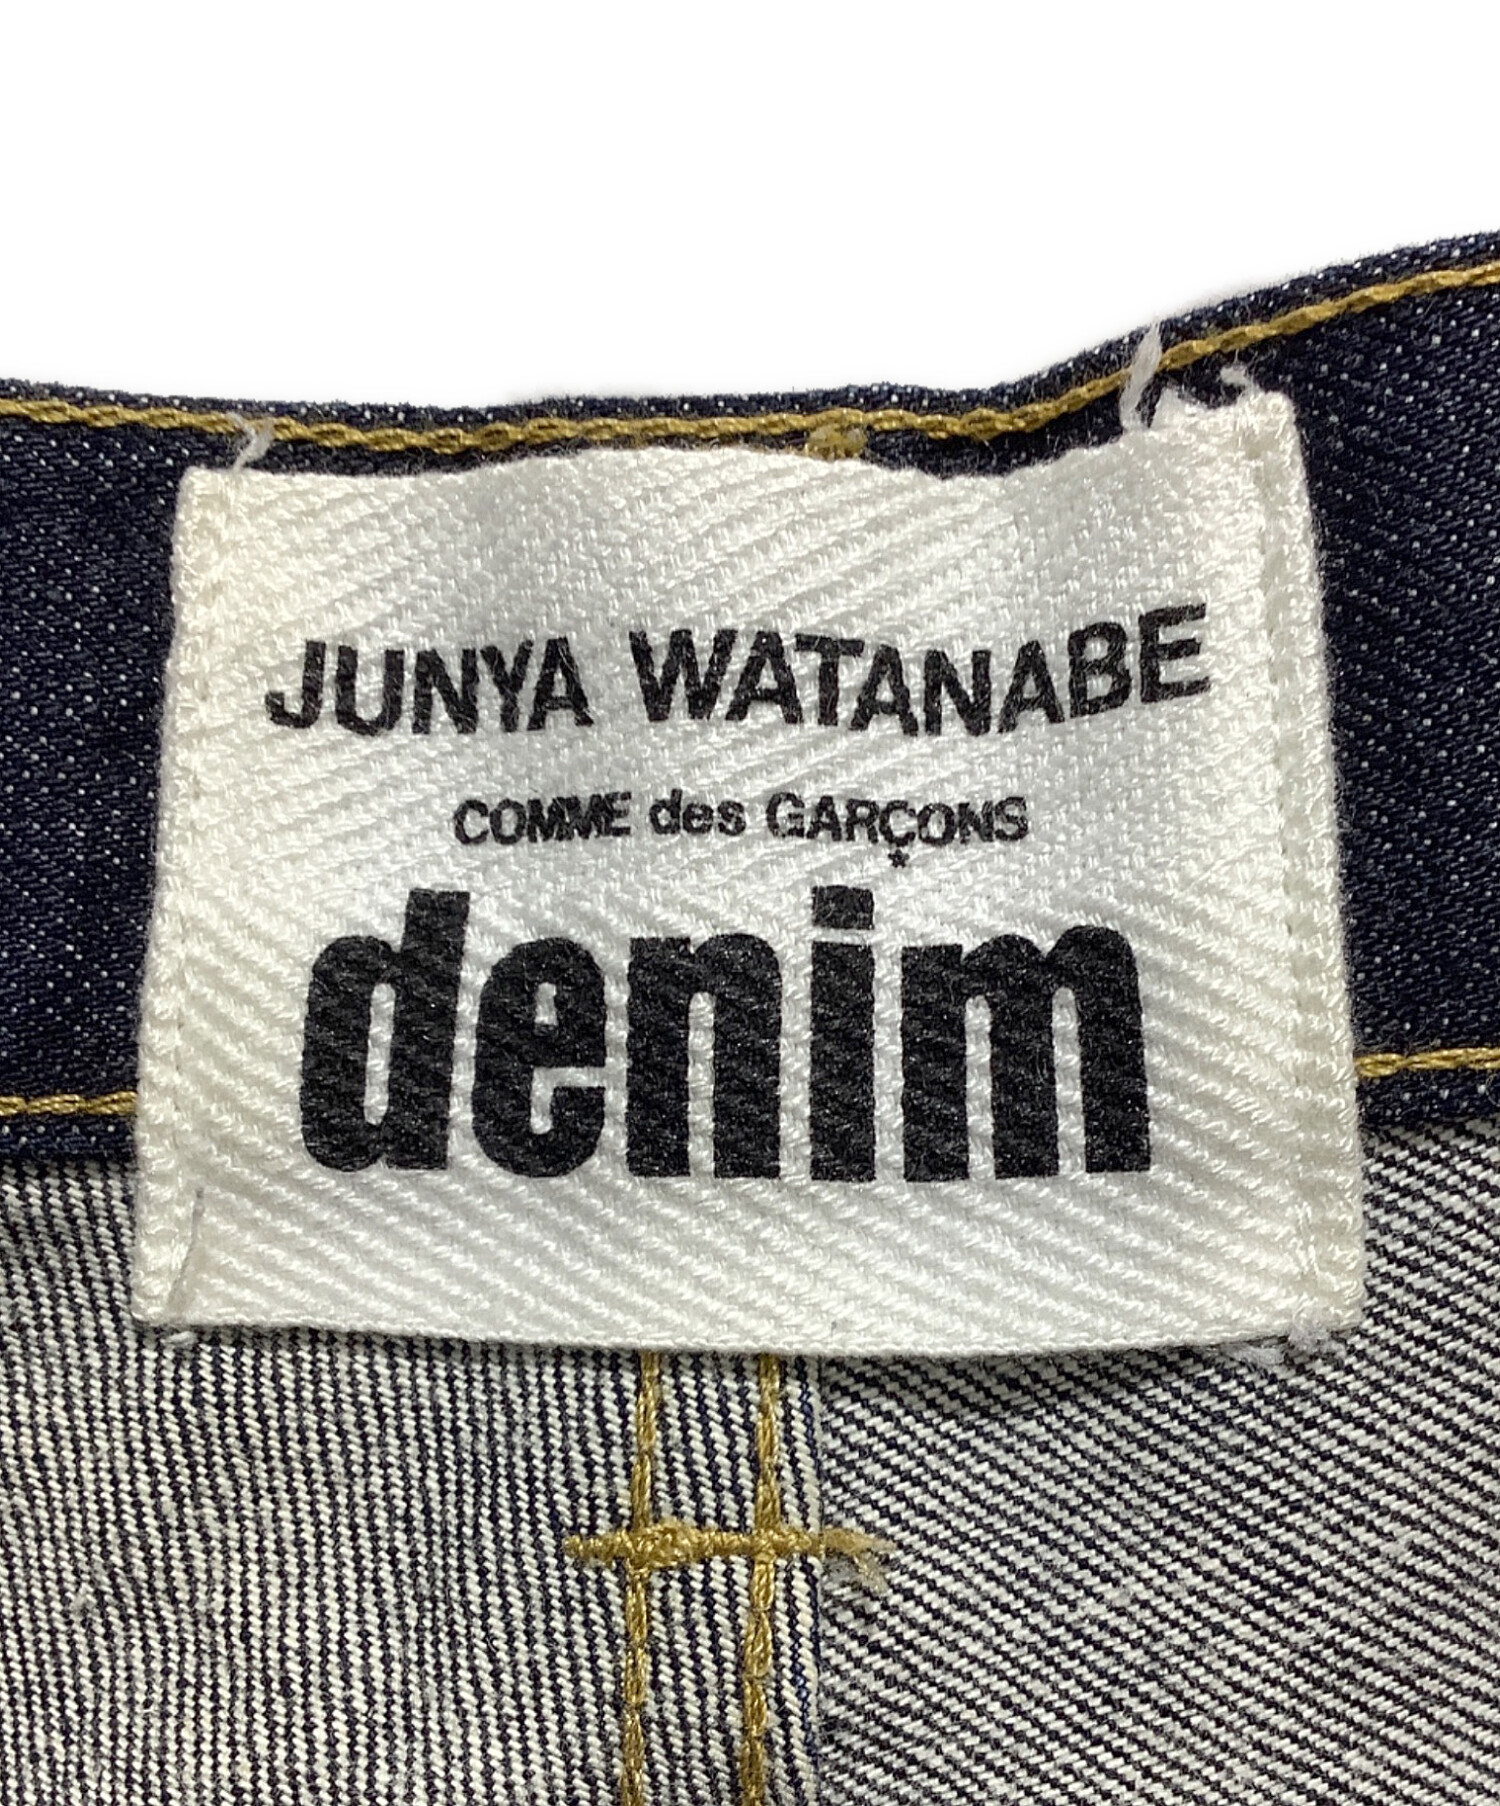 JUNYA WATANABE
COMME des GARÇONS
denim